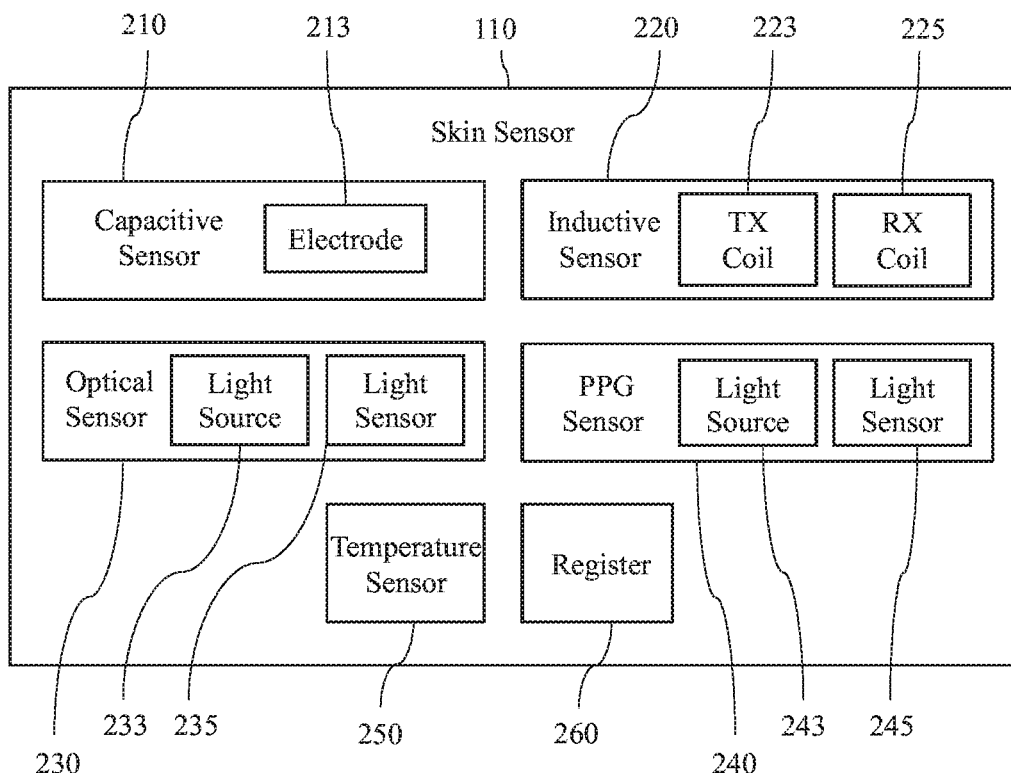 210
213
110
220
223
225
Skin Sensor
Capacitive
Sensor
Electrode
Inductive
Sensor
TX
Coil
RX
Coil
Optical
Sensor
Light
Source
Light
Sensor
PPG
Sensor
Light
Source
Light
Sensor
Temperature
Sensor
Register
230
233
235
250
260
240
243
245